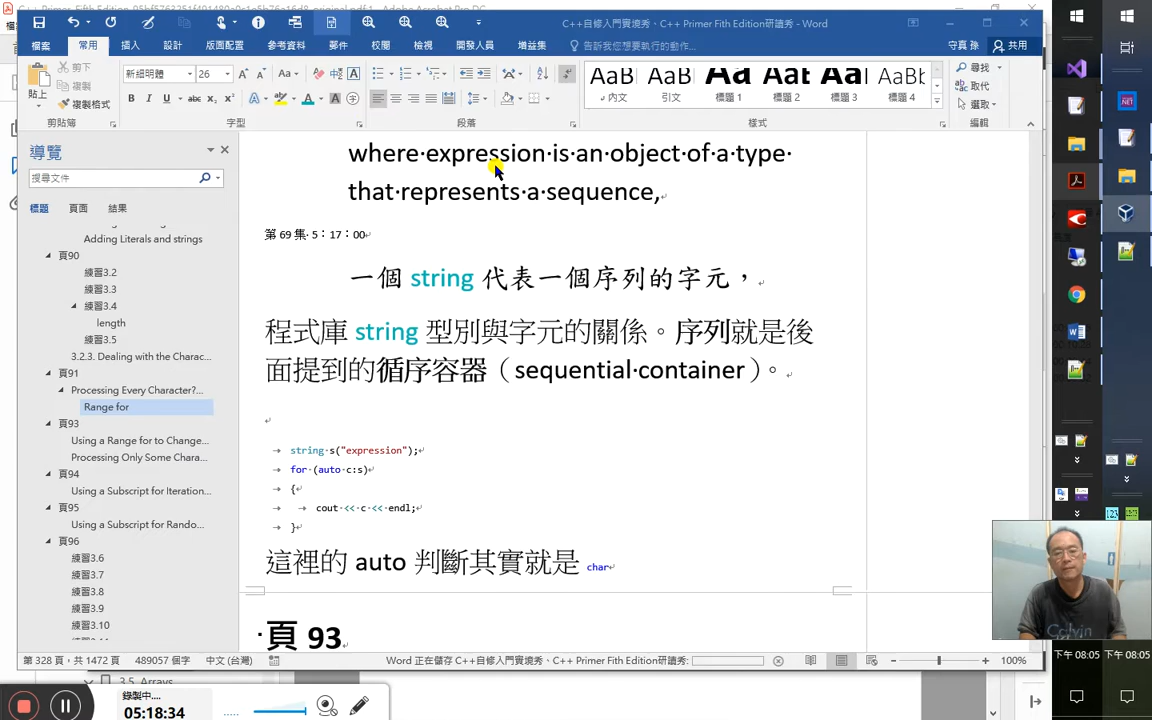 C++ Primer, Fifth Edition
Adobe Acrobat Pro DC
C++自修入門實境秀、C++ Primer Fith Edition研讀秀 - Word
檔案 常用 插入 設計 版面配置 參考資料 郵件 校閱 檢視 開發人員 增益集 告訴我您想要執行的動作... 守真 孫 共用
貼上 剪下 複製 複製格式
新細明體 26
AaB AaB Aa Aat Aal AaB
內文 引文 標題 1 標題 2 標題 3 標題 4
尋找 取代 選取
剪貼簿 字型 段落 樣式 編輯
導覽
搜尋文件
標題 頁面 結果
Adding Literals and strings
頁90
練習3.2
練習3.3
練習3.4
length
練習3.5
3.2.3. Dealing with the Charac...
頁91
Processing Every Character?...
Range for
頁93
Using a Range for to Change...
Processing Only Some Chara...
頁94
Using a Subscript for Iteration...
頁95
Using a Subscript for Rando...
頁96
練習3.6
練習3.7
練習3.8
練習3.9
練習3.10
where expression is an object of a type
that represents a sequence,
第 69 集 5：17：00
一個 string 代表一個序列的字元，
程式庫 string 型別與字元的關係。序列就是後
面提到的循序容器（sequential container）。
string s("expression");
for (auto c:s)
{
cout << c << endl;
}
這裡的 auto 判斷其實就是 char
頁 93
第 328 頁，共 1472 頁 489057 個字 中文 (台灣) Word 正在儲存 C++自修入門實境秀、C++ Primer Fifth Edition研讀秀: 100%
3.5. Arrays
錄製中....
05:18:34
下午 08:05 下午 08:05